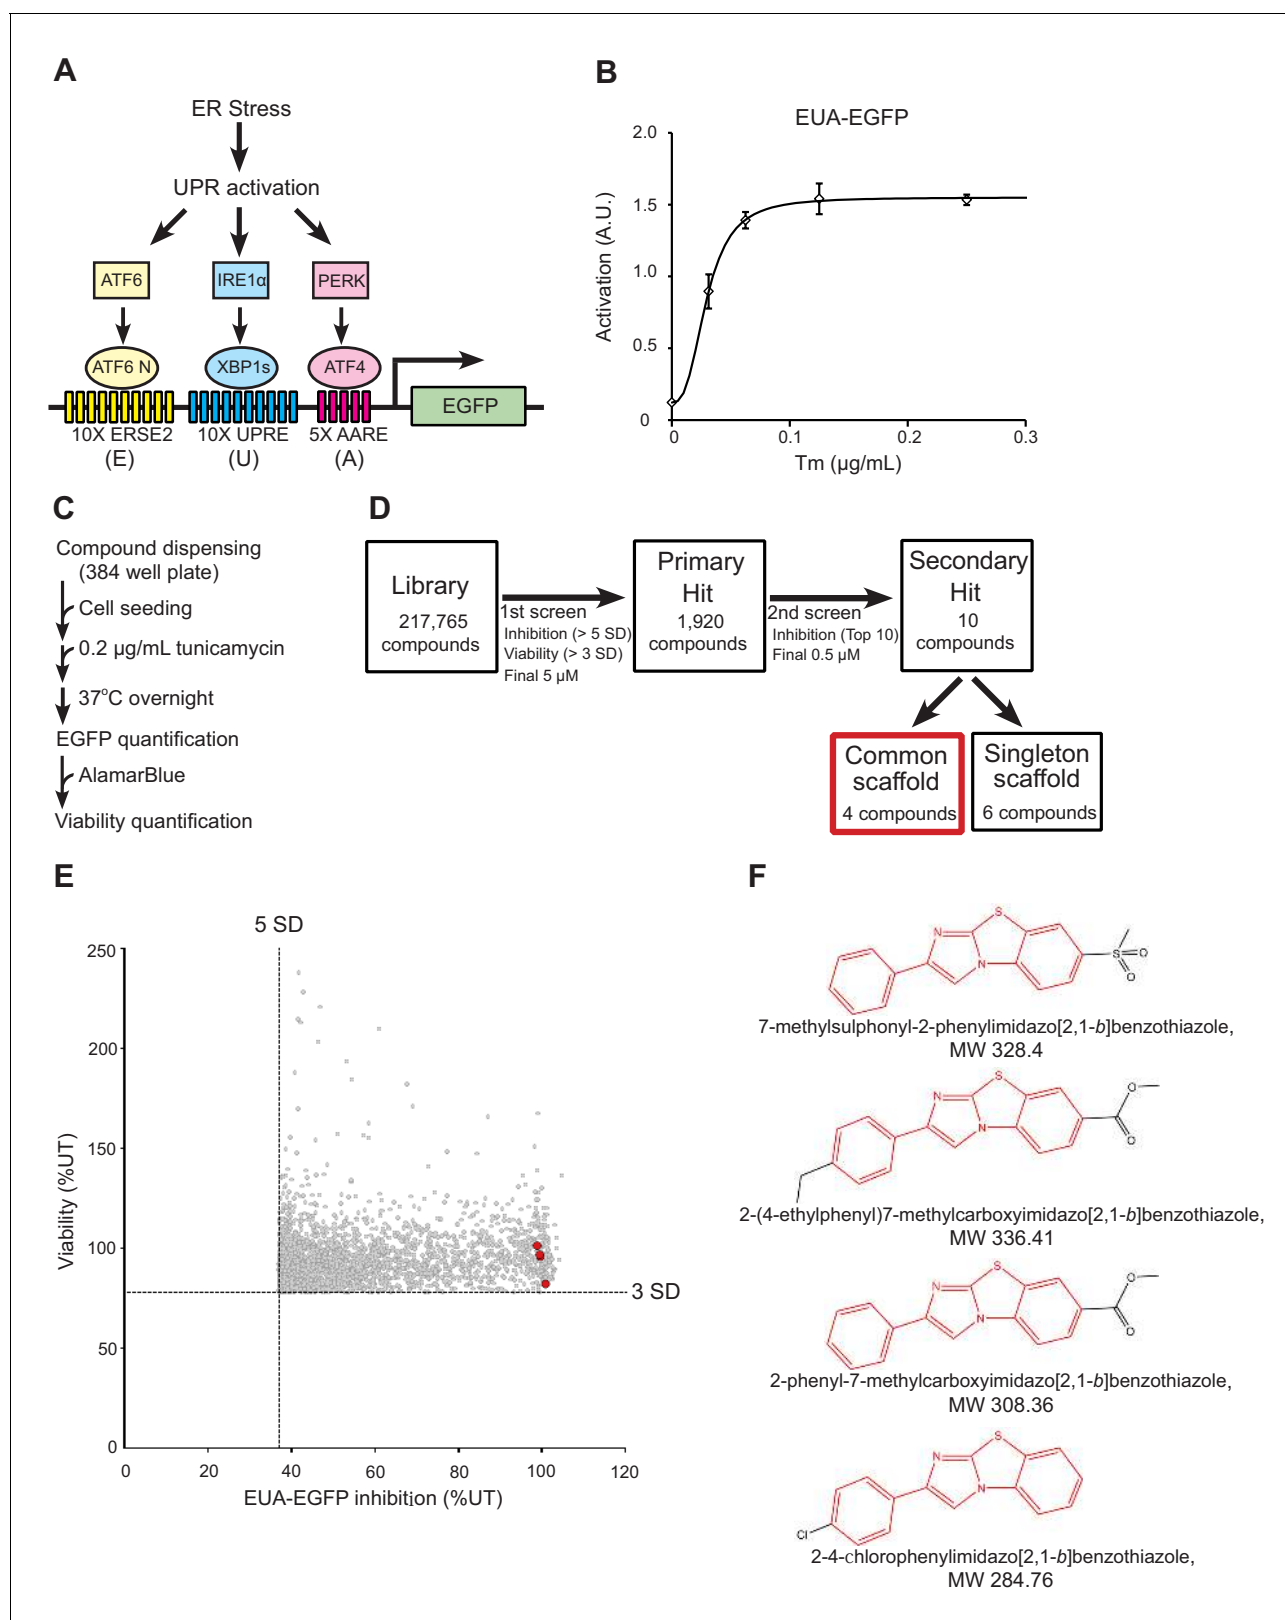 A
ER Stress
UPR activation
ATF6
IRE1α
PERK
ATF6 N
XBP1s
ATF4
EGFP
10X ERSE2
10X UPRE
5X AARE
(E)
(U)
(A)
B
EUA-EGFP
2.0
1.5
1.0
0.5
0
Activation (A.U.)
0
0.1
0.2
0.3
Tm (µg/mL)
C
Compound dispensing
(384 well plate)
Cell seeding
0.2 µg/mL tunicamycin
37°C overnight
EGFP quantification
AlamarBlue
Viability quantification
D
Library
217,765
compounds
1st screen
Inhibition (> 5 SD)
Viability (> 3 SD)
Final 5 µM
Primary
Hit
1,920
compounds
2nd screen
Inhibition (Top 10)
Final 0.5 µM
Secondary
Hit
10
compounds
Common
scaffold
4 compounds
Singleton
scaffold
6 compounds
E
5 SD
250
200
150
100
50
0
Viability (%UT)
3 SD
0
20
40
60
80
100
120
EUA-EGFP inhibition (%UT)
F
S
N
N
S
O
O
7-methylsulphonyl-2-phenylimidazo[2,1-b]benzothiazole,
MW 328.4
S
N
N
O
O
2-(4-ethylphenyl)7-methylcarboxyimidazo[2,1-b]benzothiazole,
MW 336.41
S
N
N
O
O
2-phenyl-7-methylcarboxyimidazo[2,1-b]benzothiazole,
MW 308.36
S
N
N
Cl
2-4-chlorophenylimidazo[2,1-b]benzothiazole,
MW 284.76